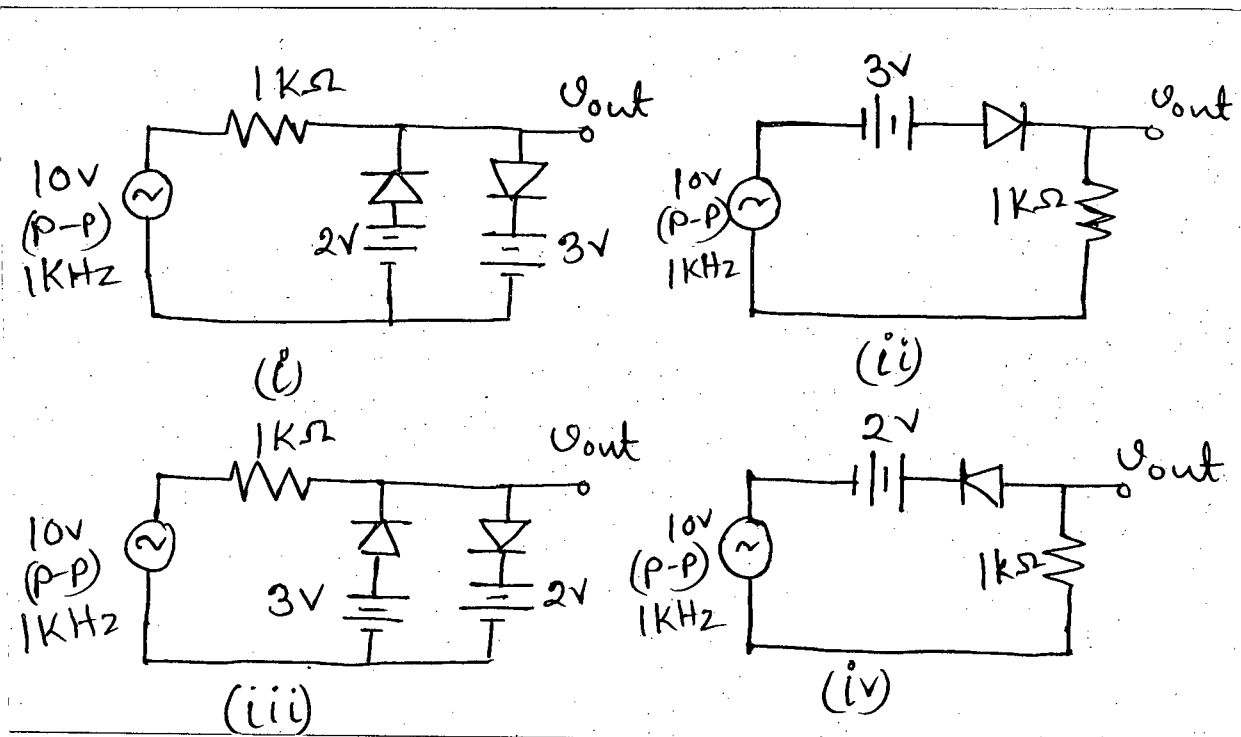 1KΩ
Vout
10V
(P-P)
1KHz
2V
3V
(i)
3V
Vout
10V
(P-P)
1KHz
1KΩ
(ii)
1KΩ
Vout
10V
(P-P)
1KHz
3V
2V
(iii)
2V
Vout
10V
(P-P)
1KHz
1kΩ
(iv)